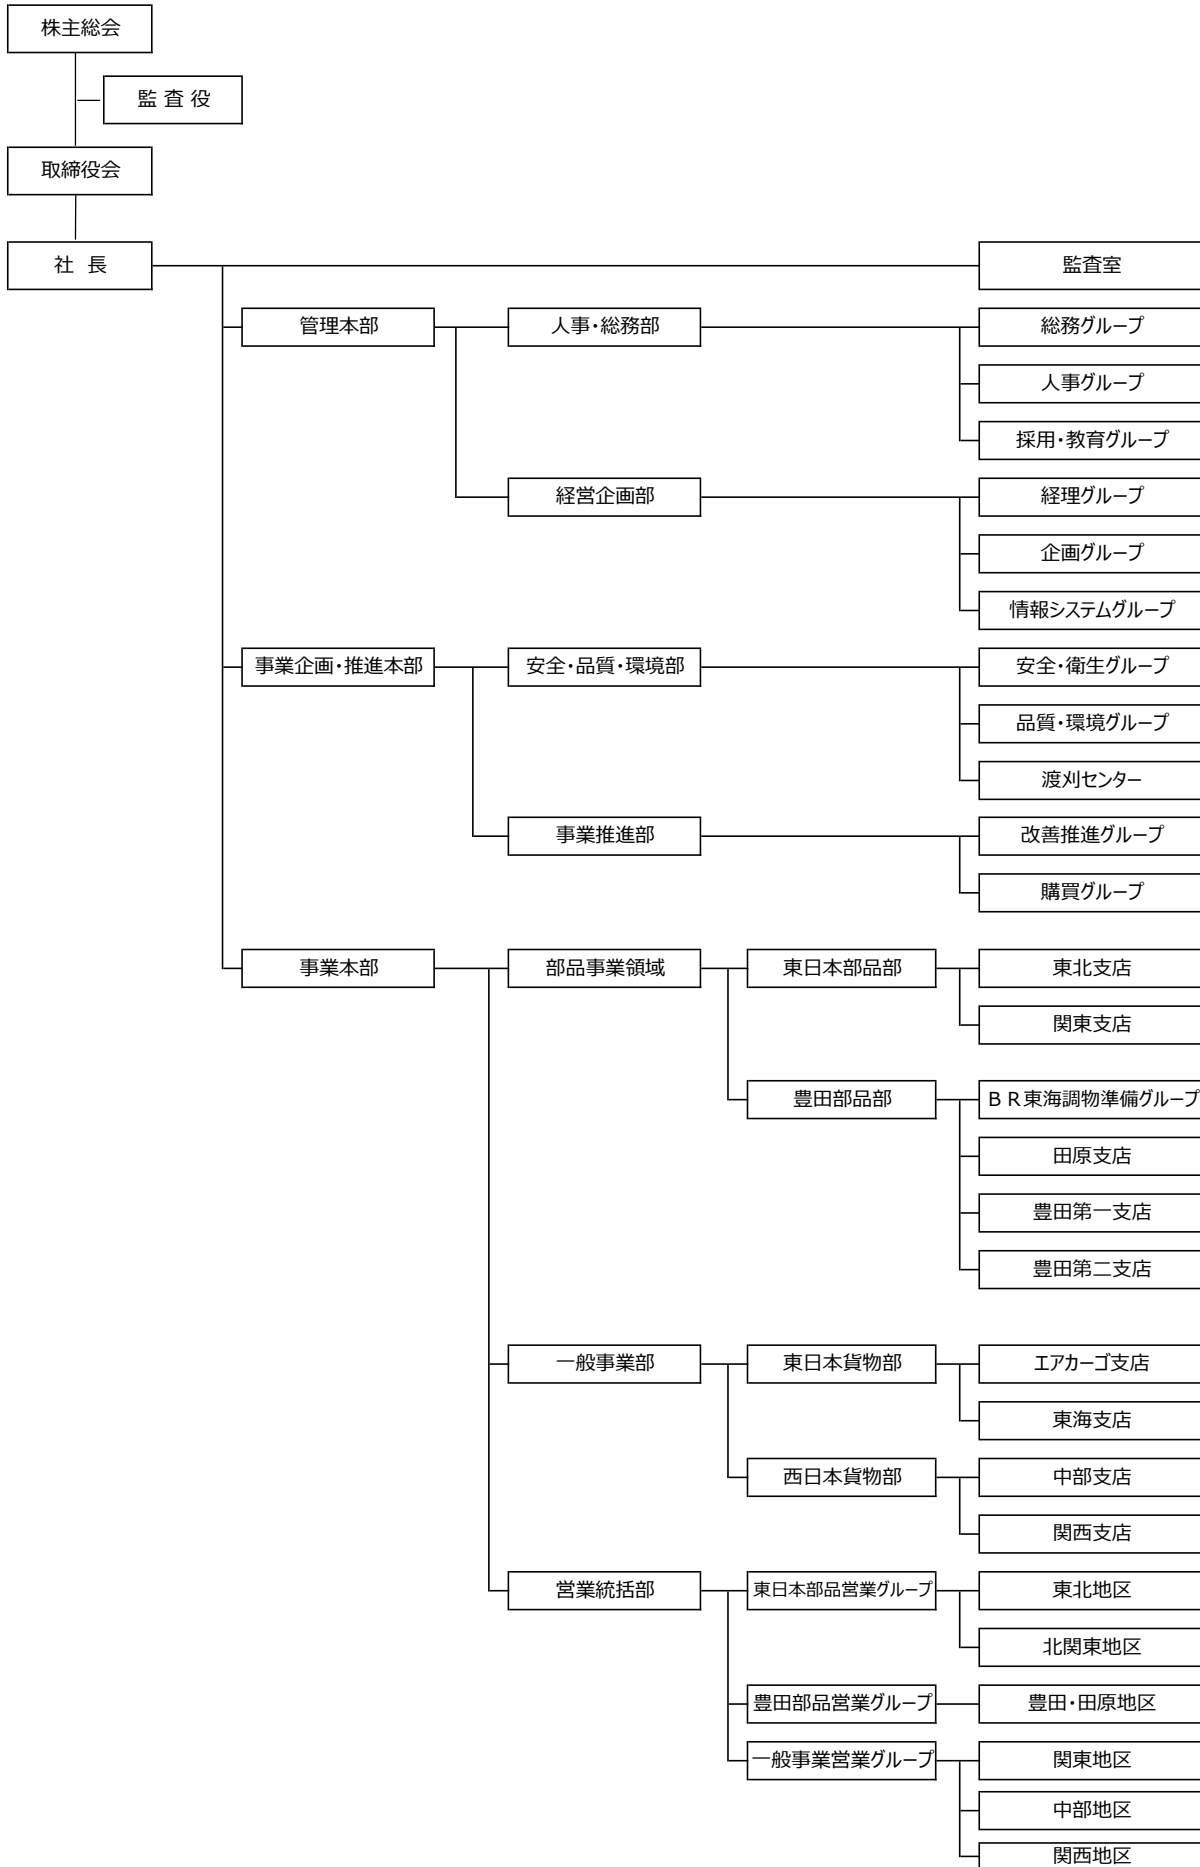 株主総会
監 査 役
取締役会
社 長
監査室
管理本部
人事・総務部
総務グループ
人事グループ
採用・教育グループ
経営企画部
経理グループ
企画グループ
情報システムグループ
事業企画・推進本部
安全・品質・環境部
安全・衛生グループ
品質・環境グループ
渡刈センター
事業推進部
改善推進グループ
購買グループ
事業本部
部品事業領域
東日本部品部
東北支店
関東支店
豊田部品部
ＢＲ東海調物準備グループ
田原支店
豊田第一支店
豊田第二支店
一般事業部
東日本貨物部
エアカーゴ支店
東海支店
西日本貨物部
中部支店
関西支店
営業統括部
東日本部品営業グループ
東北地区
北関東地区
豊田部品営業グループ
豊田・田原地区
一般事業営業グループ
関東地区
中部地区
関西地区